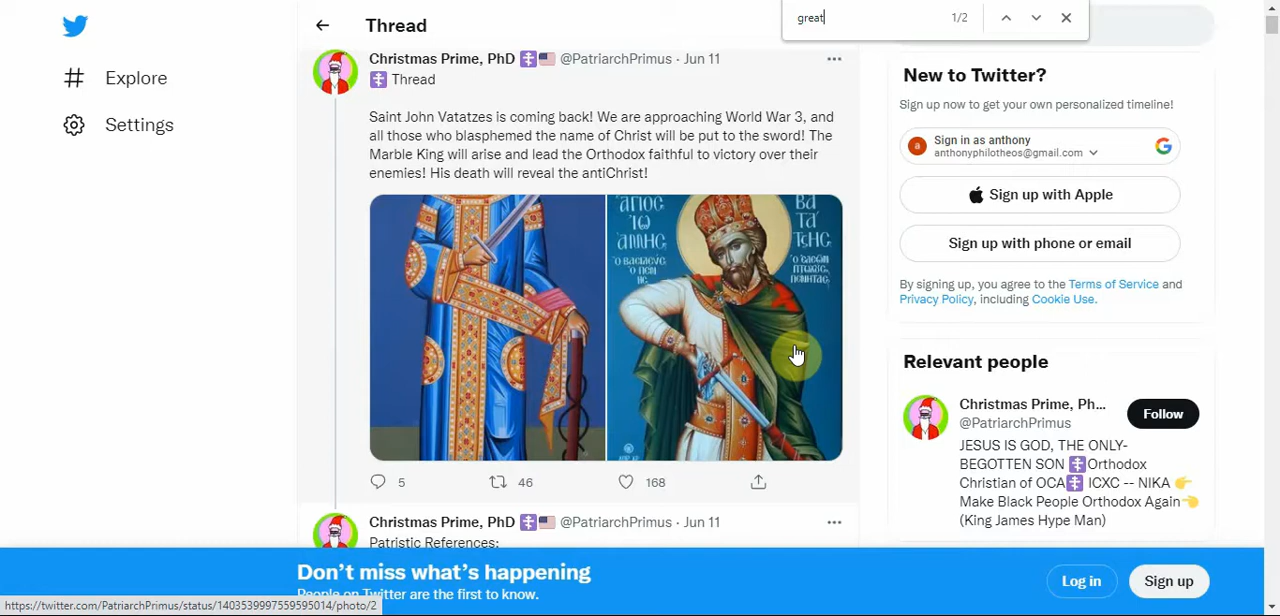 great
1/2
Thread
Explore
Settings
Christmas Prime, PhD @PatriarchPrimus · Jun 11
Thread
Saint John Vatatzes is coming back! We are approaching World War 3, and
all those who blasphemed the name of Christ will be put to the sword! The
Marble King will arise and lead the Orthodox faithful to victory over their
enemies! His death will reveal the antiChrist!
ΒΑ
ΤΑ΄
ΤϹΗϹ
5
46
168
Christmas Prime, PhD @PatriarchPrimus · Jun 11
Patristic References:
New to Twitter?
Sign up now to get your own personalized timeline!
a
Sign in as anthony
anthonyphilotheos@gmail.com
Sign up with Apple
Sign up with phone or email
By signing up, you agree to the Terms of Service and
Privacy Policy, including Cookie Use.
Relevant people
Christmas Prime, Ph...
@PatriarchPrimus
Follow
JESUS IS GOD, THE ONLY-
BEGOTTEN SON Orthodox
Christian of OCA ICXC -- NIKA 👉
Make Black People Orthodox Again👈
(King James Hype Man)
Don’t miss what’s happening
People on Twitter are the first to know.
Log in
Sign up
https://twitter.com/PatriarchPrimus/status/1403539997559595014/photo/2